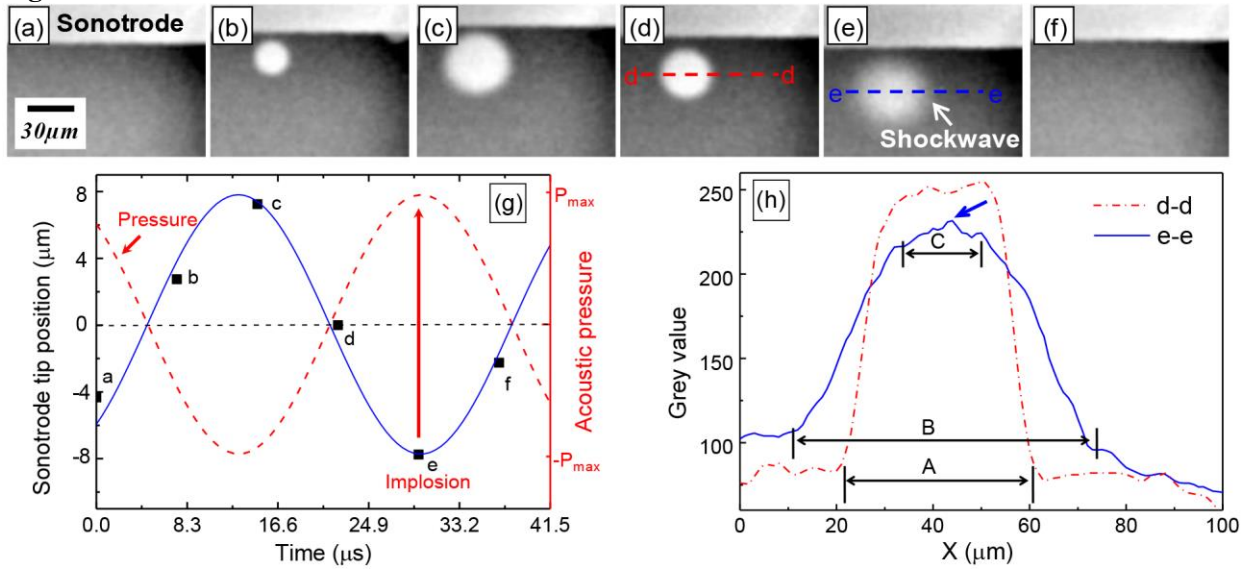 (a) Sonotrode (b) (c) (d) (e) (f)
d d
e e
30μm
Shockwave
(g)
Sonotrode tip position (μm)
8
4
0
-4
-8
Pressure
a
b
c
d
e
f
Implosion
P_max
-P_max
Acoustic pressure
0.0 8.3 16.6 24.9 33.2 41.5
Time (μs)
(h)
Grey value
250
200
150
100
d-d
e-e
C
B
A
0 20 40 60 80 100
X (μm)